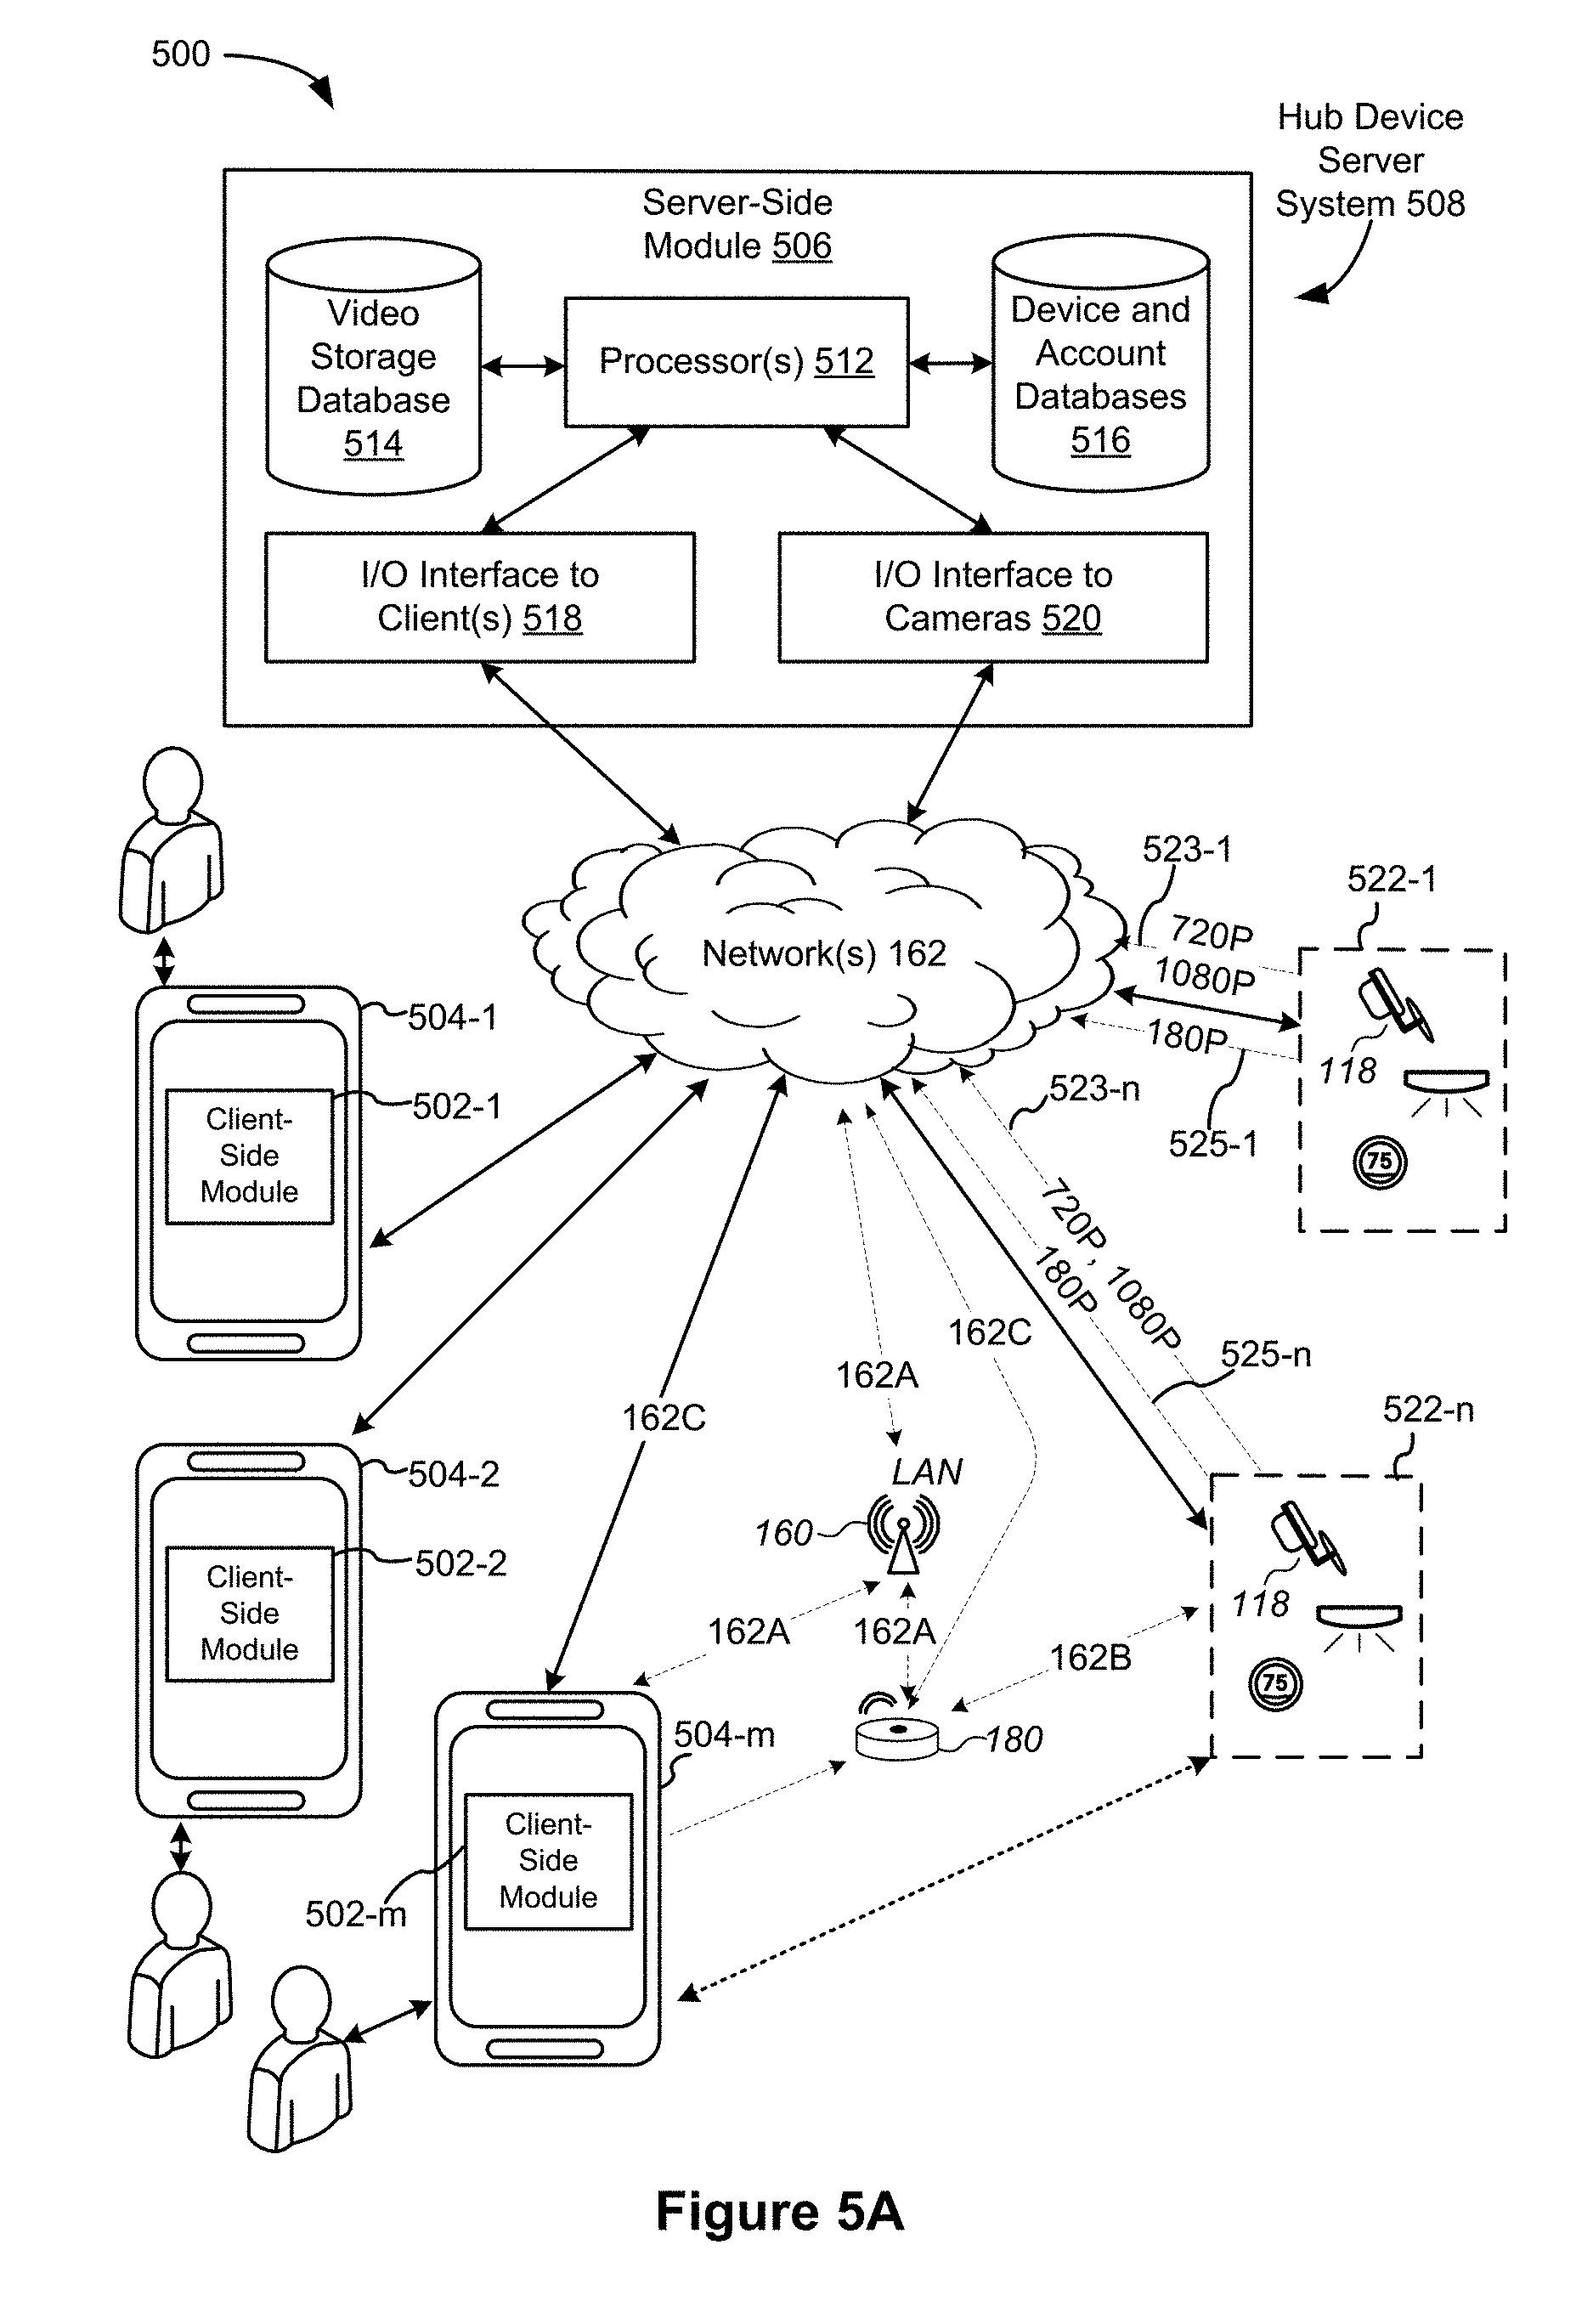 500
Hub Device
Server
System 508
Server-Side
Module 506
Video
Storage
Database
514
Processor(s) 512
Device and
Account
Databases
516
I/O Interface to
Client(s) 518
I/O Interface to
Cameras 520
Network(s) 162
523-1
720P
1080P
180P
525-1
522-1
118
75
504-1
502-1
Client-
Side
Module
523-n
720P, 1080P
180P
525-n
522-n
118
75
162C
162A
162C
LAN
160
162A
162A
162B
180
504-2
502-2
Client-
Side
Module
504-m
Client-
Side
Module
502-m
Figure 5A